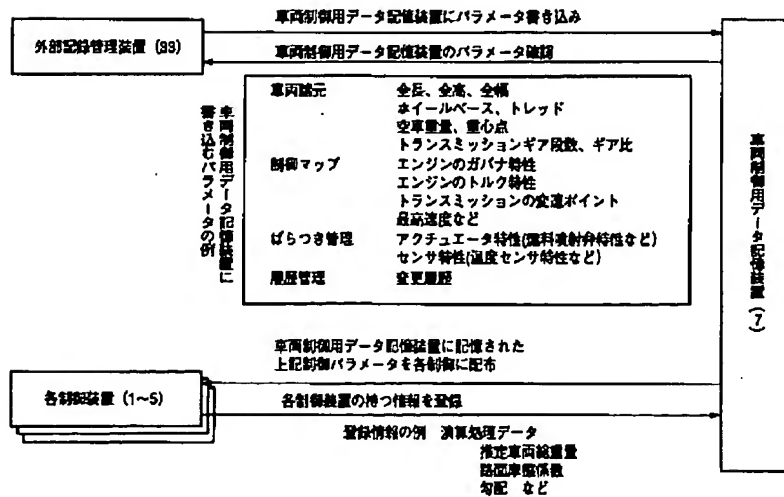 車両制御用データ記憶装置にパラメータ書き込み
外部記録管理装置 (33)
車両制御用データ記憶装置のパラメータ確認
車両制御用データ記憶装置に
書き込むパラメータの例
車両諸元 全長、全高、全幅
ホイールベース、トレッド
空車重量、重心点
トランスミッションギア段数、ギア比
制御マップ エンジンのガバナ特性
エンジンのトルク特性
トランスミッションの変速ポイント
最高速度など
ばらつき管理 アクチュエータ特性(燃料噴射弁特性など)
センサ特性(温度センサ特性など)
履歴管理 変更履歴
車両制御用データ記憶装置 (7)
車両制御用データ記憶装置に記憶された
上記制御パラメータを各制御に配布
各制御装置 (1~5)
各制御装置の持つ情報を登録
登録情報の例 演算処理データ
推定車両総重量
路面摩擦係数
勾配 など